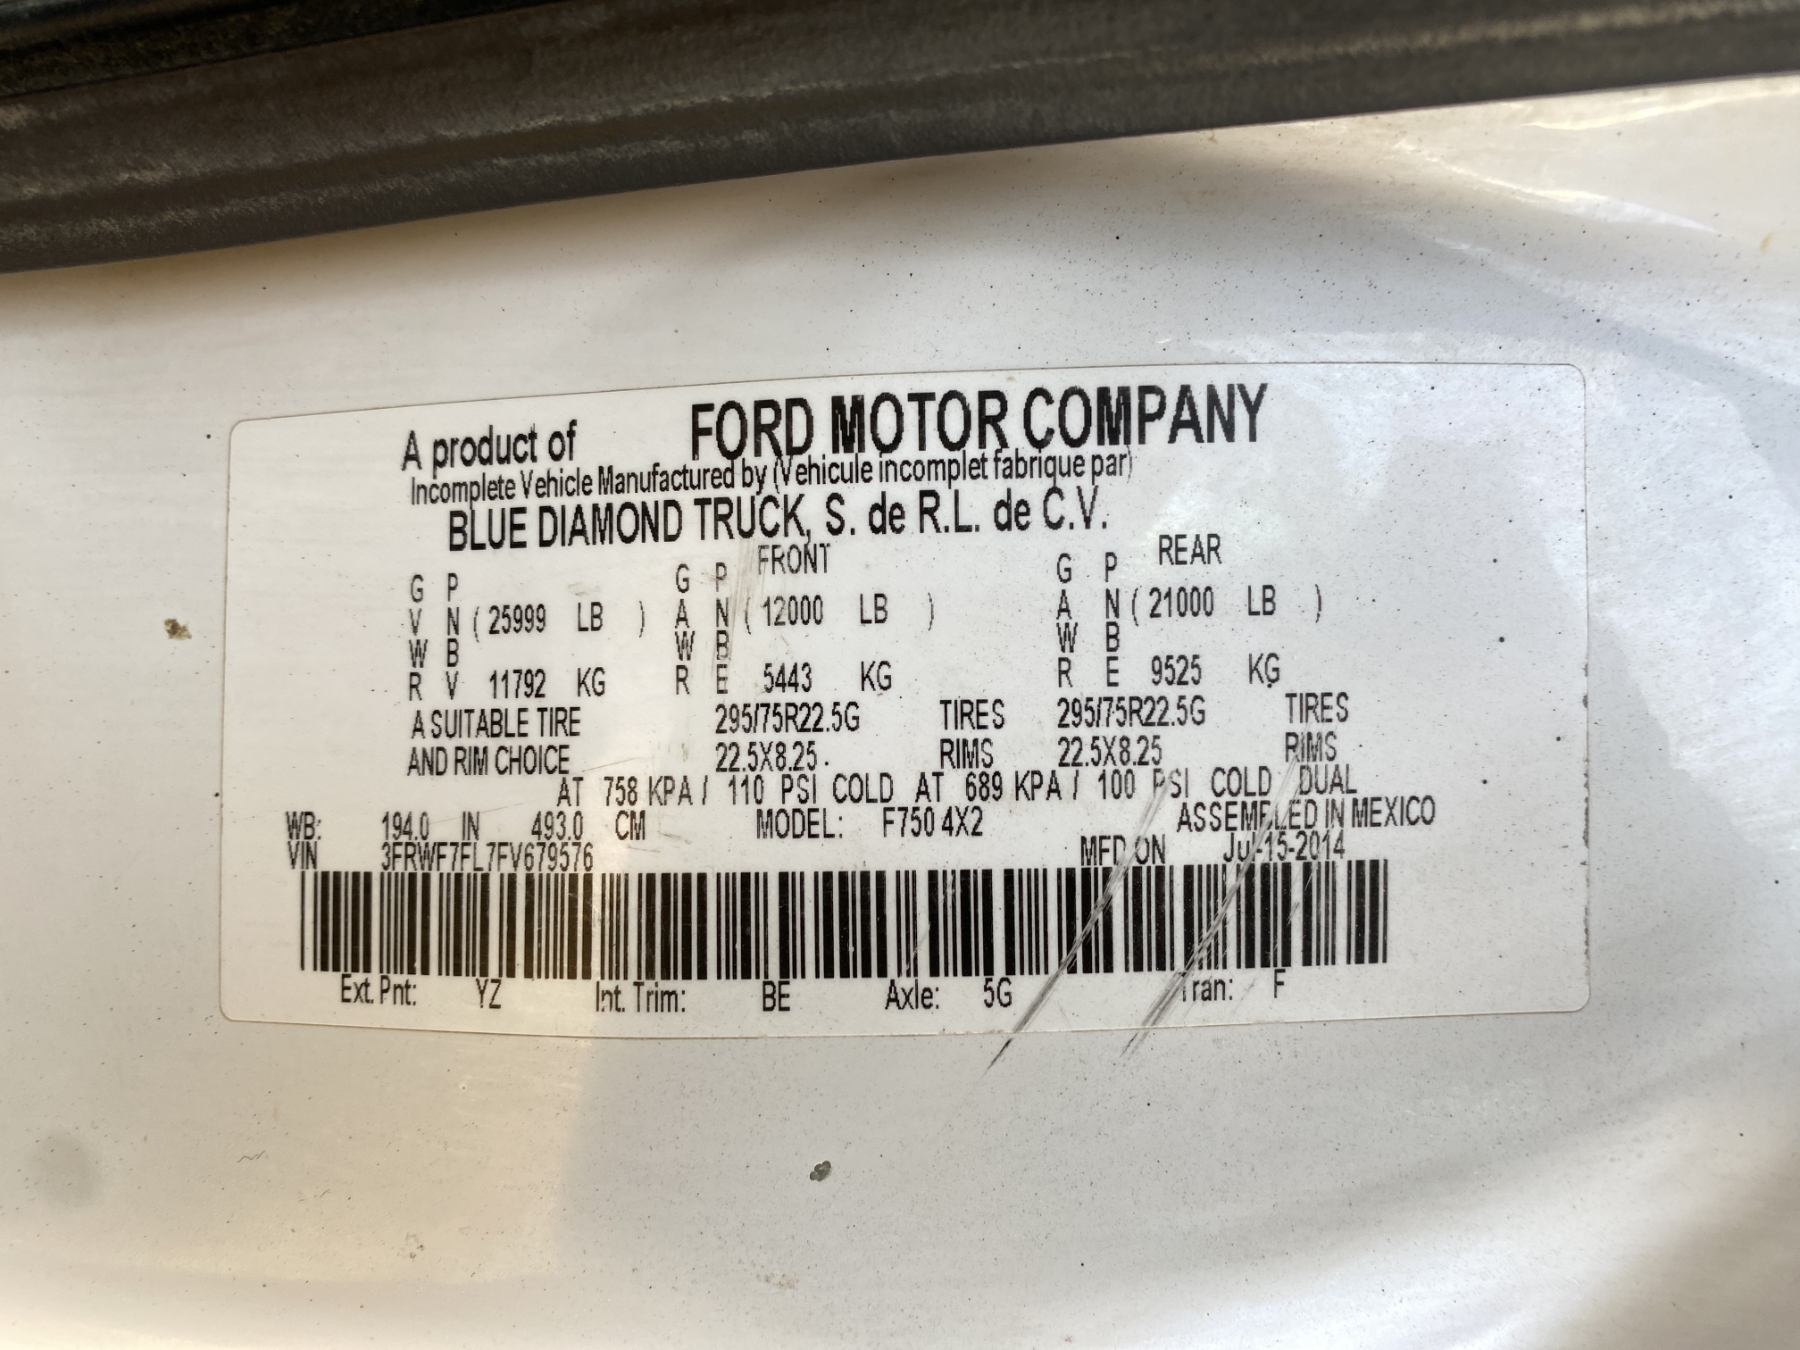 A product of FORD MOTOR COMPANY
Incomplete Vehicle Manufactured by (Vehicule incomplet fabrique par)
BLUE DIAMOND TRUCK, S. de R.L. de C.V.
FRONT REAR
G P G P G P
V N ( 25999 LB ) A N ( 12000 LB ) A N ( 21000 LB )
W B W B W B
R V 11792 KG R E 5443 KG R E 9525 KG
A SUITABLE TIRE 295/75R22.5G TIRES 295/75R22.5G TIRES
AND RIM CHOICE 22.5X8.25 . RIMS 22.5X8.25 RIMS
AT 758 KPA / 110 PSI COLD AT 689 KPA / 100 PSI COLD DUAL
WB: 194.0 IN 493.0 CM MODEL: F750 4X2 ASSEMBLED IN MEXICO
VIN 3FRWF7FL7FV679576 MFD ON Jul-15-2014
Ext. Pnt: YZ Int. Trim: BE Axle: 5G Tran: F